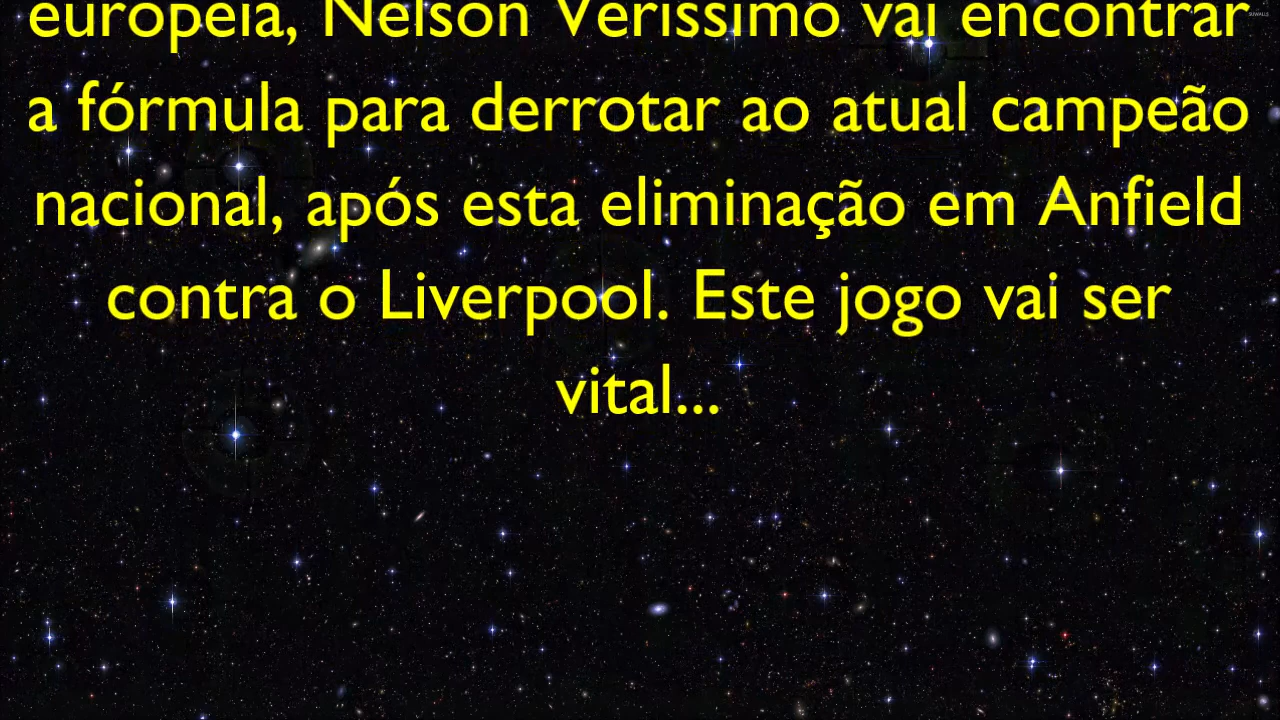 europeia, Nelson Veríssimo vai encontrar
a fórmula para derrotar ao atual campeão
nacional, após esta eliminação em Anfield
contra o Liverpool. Este jogo vai ser
vital...